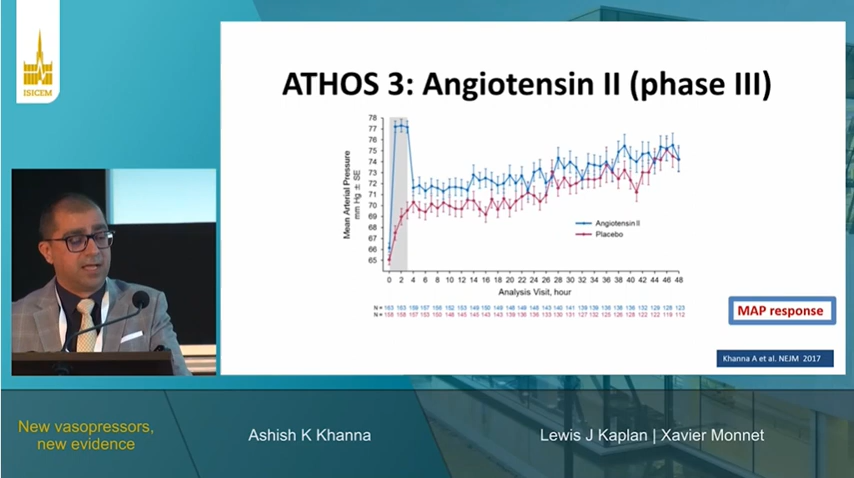 ISICEM
ATHOS 3: Angiotensin II (phase III)
Mean Arterial Pressure
mm Hg ± SE
78
77
76
75
74
73
72
71
70
69
68
67
66
65
Angiotensin II
Placebo
0 2 4 6 8 10 12 14 16 18 20 22 24 26 28 30 32 34 36 38 40 42 44 46 48
Analysis Visit, hour
N =
N =
MAP response
Khanna A et al. NEJM 2017
New vasopressors,
new evidence
Ashish K Khanna
Lewis J Kaplan | Xavier Monnet